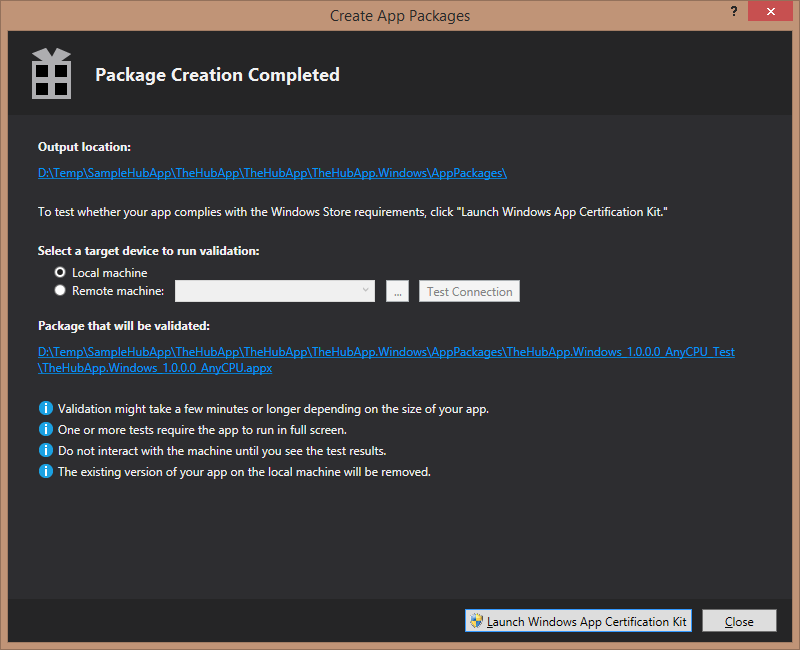 Create App Packages
?
Package Creation Completed
Output location:
D:\Temp\SampleHubApp\TheHubApp\TheHubApp\TheHubApp.Windows\AppPackages\
To test whether your app complies with the Windows Store requirements, click "Launch Windows App Certification Kit."
Select a target device to run validation:
Local machine
Remote machine:
...
Test Connection
Package that will be validated:
D:\Temp\SampleHubApp\TheHubApp\TheHubApp\TheHubApp.Windows\AppPackages\TheHubApp.Windows_1.0.0.0_AnyCPU_Test
\TheHubApp.Windows_1.0.0.0_AnyCPU.appx
Validation might take a few minutes or longer depending on the size of your app.
One or more tests require the app to run in full screen.
Do not interact with the machine until you see the test results.
The existing version of your app on the local machine will be removed.
Launch Windows App Certification Kit
Close